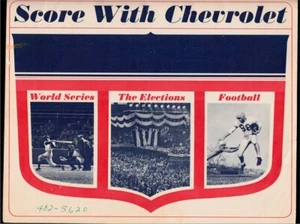 Score With Chevrolet
World Series The Elections Football
482-5620